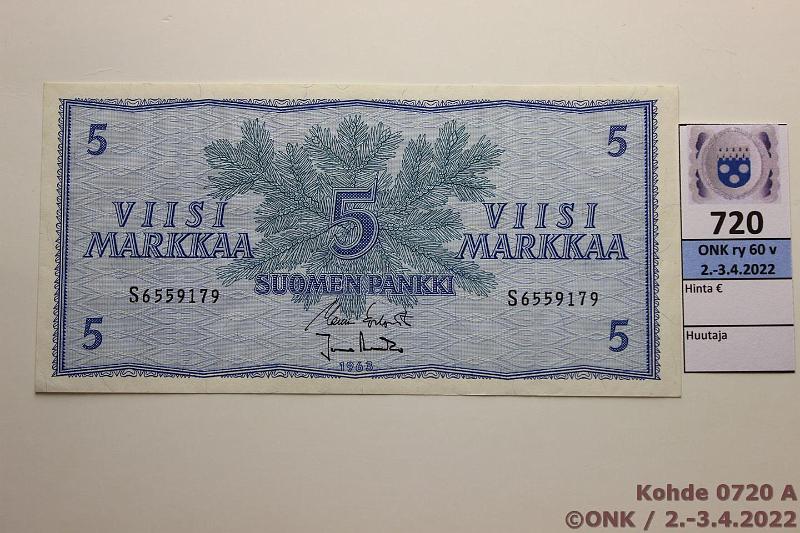 5
5
VIISI
MARKKAA
5
VIISI
MARKKAA
SUOMEN PANKKI
S6559179
S6559179
5
5
1963
720
ONK ry 60 v
2.-3.4.2022
Hinta €
Huutaja
Kohde 0720 A
©ONK / 2.-3.4.2022